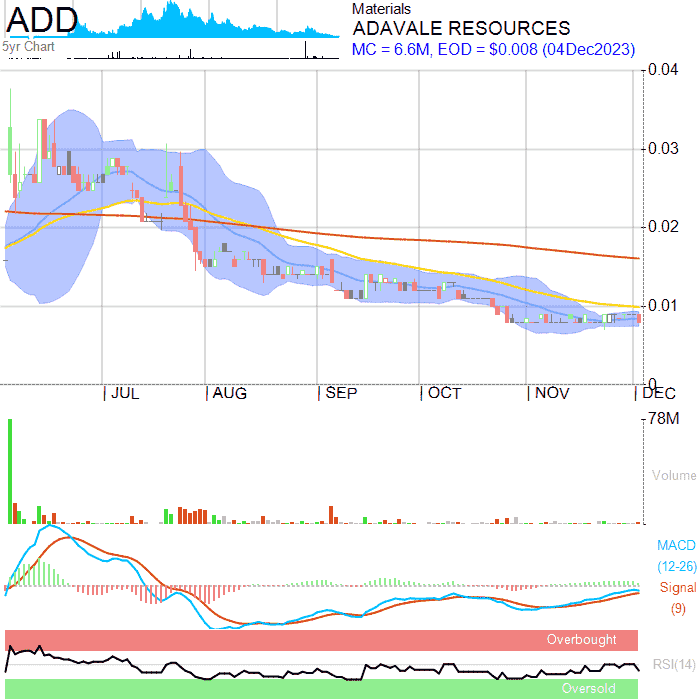 ADD
5yr Chart
Materials
ADAVALE RESOURCES
MC = 6.6M, EOD = $0.008 (04Dec2023)
0.04
0.03
0.02
0.01
0
JUL AUG SEP OCT NOV DEC
78M
Volume
MACD
(12-26)
Signal
(9)
Overbought
RSI(14)
Oversold